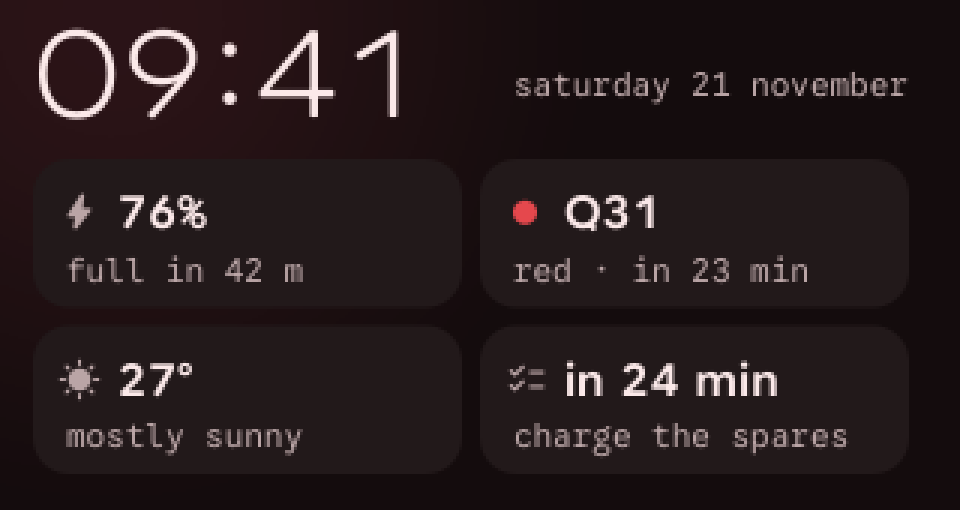 09:41
saturday 21 november
76%
full in 42 m
Q31
red · in 23 min
27°
mostly sunny
in 24 min
charge the spares